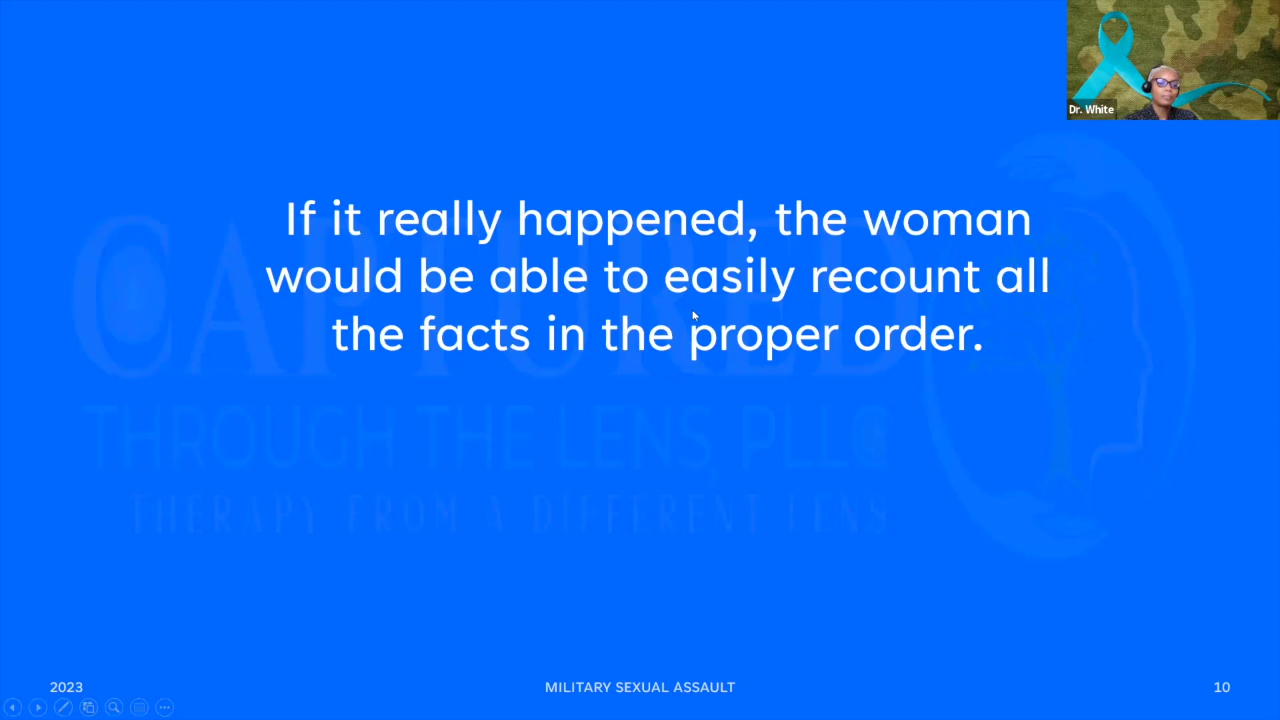 Dr. White
If it really happened, the woman
would be able to easily recount all
the facts in the proper order.
CAPTURED
THROUGH THE LENS, PLLC
THERAPY FROM A DIFFERENT LENS
2023
MILITARY SEXUAL ASSAULT
10